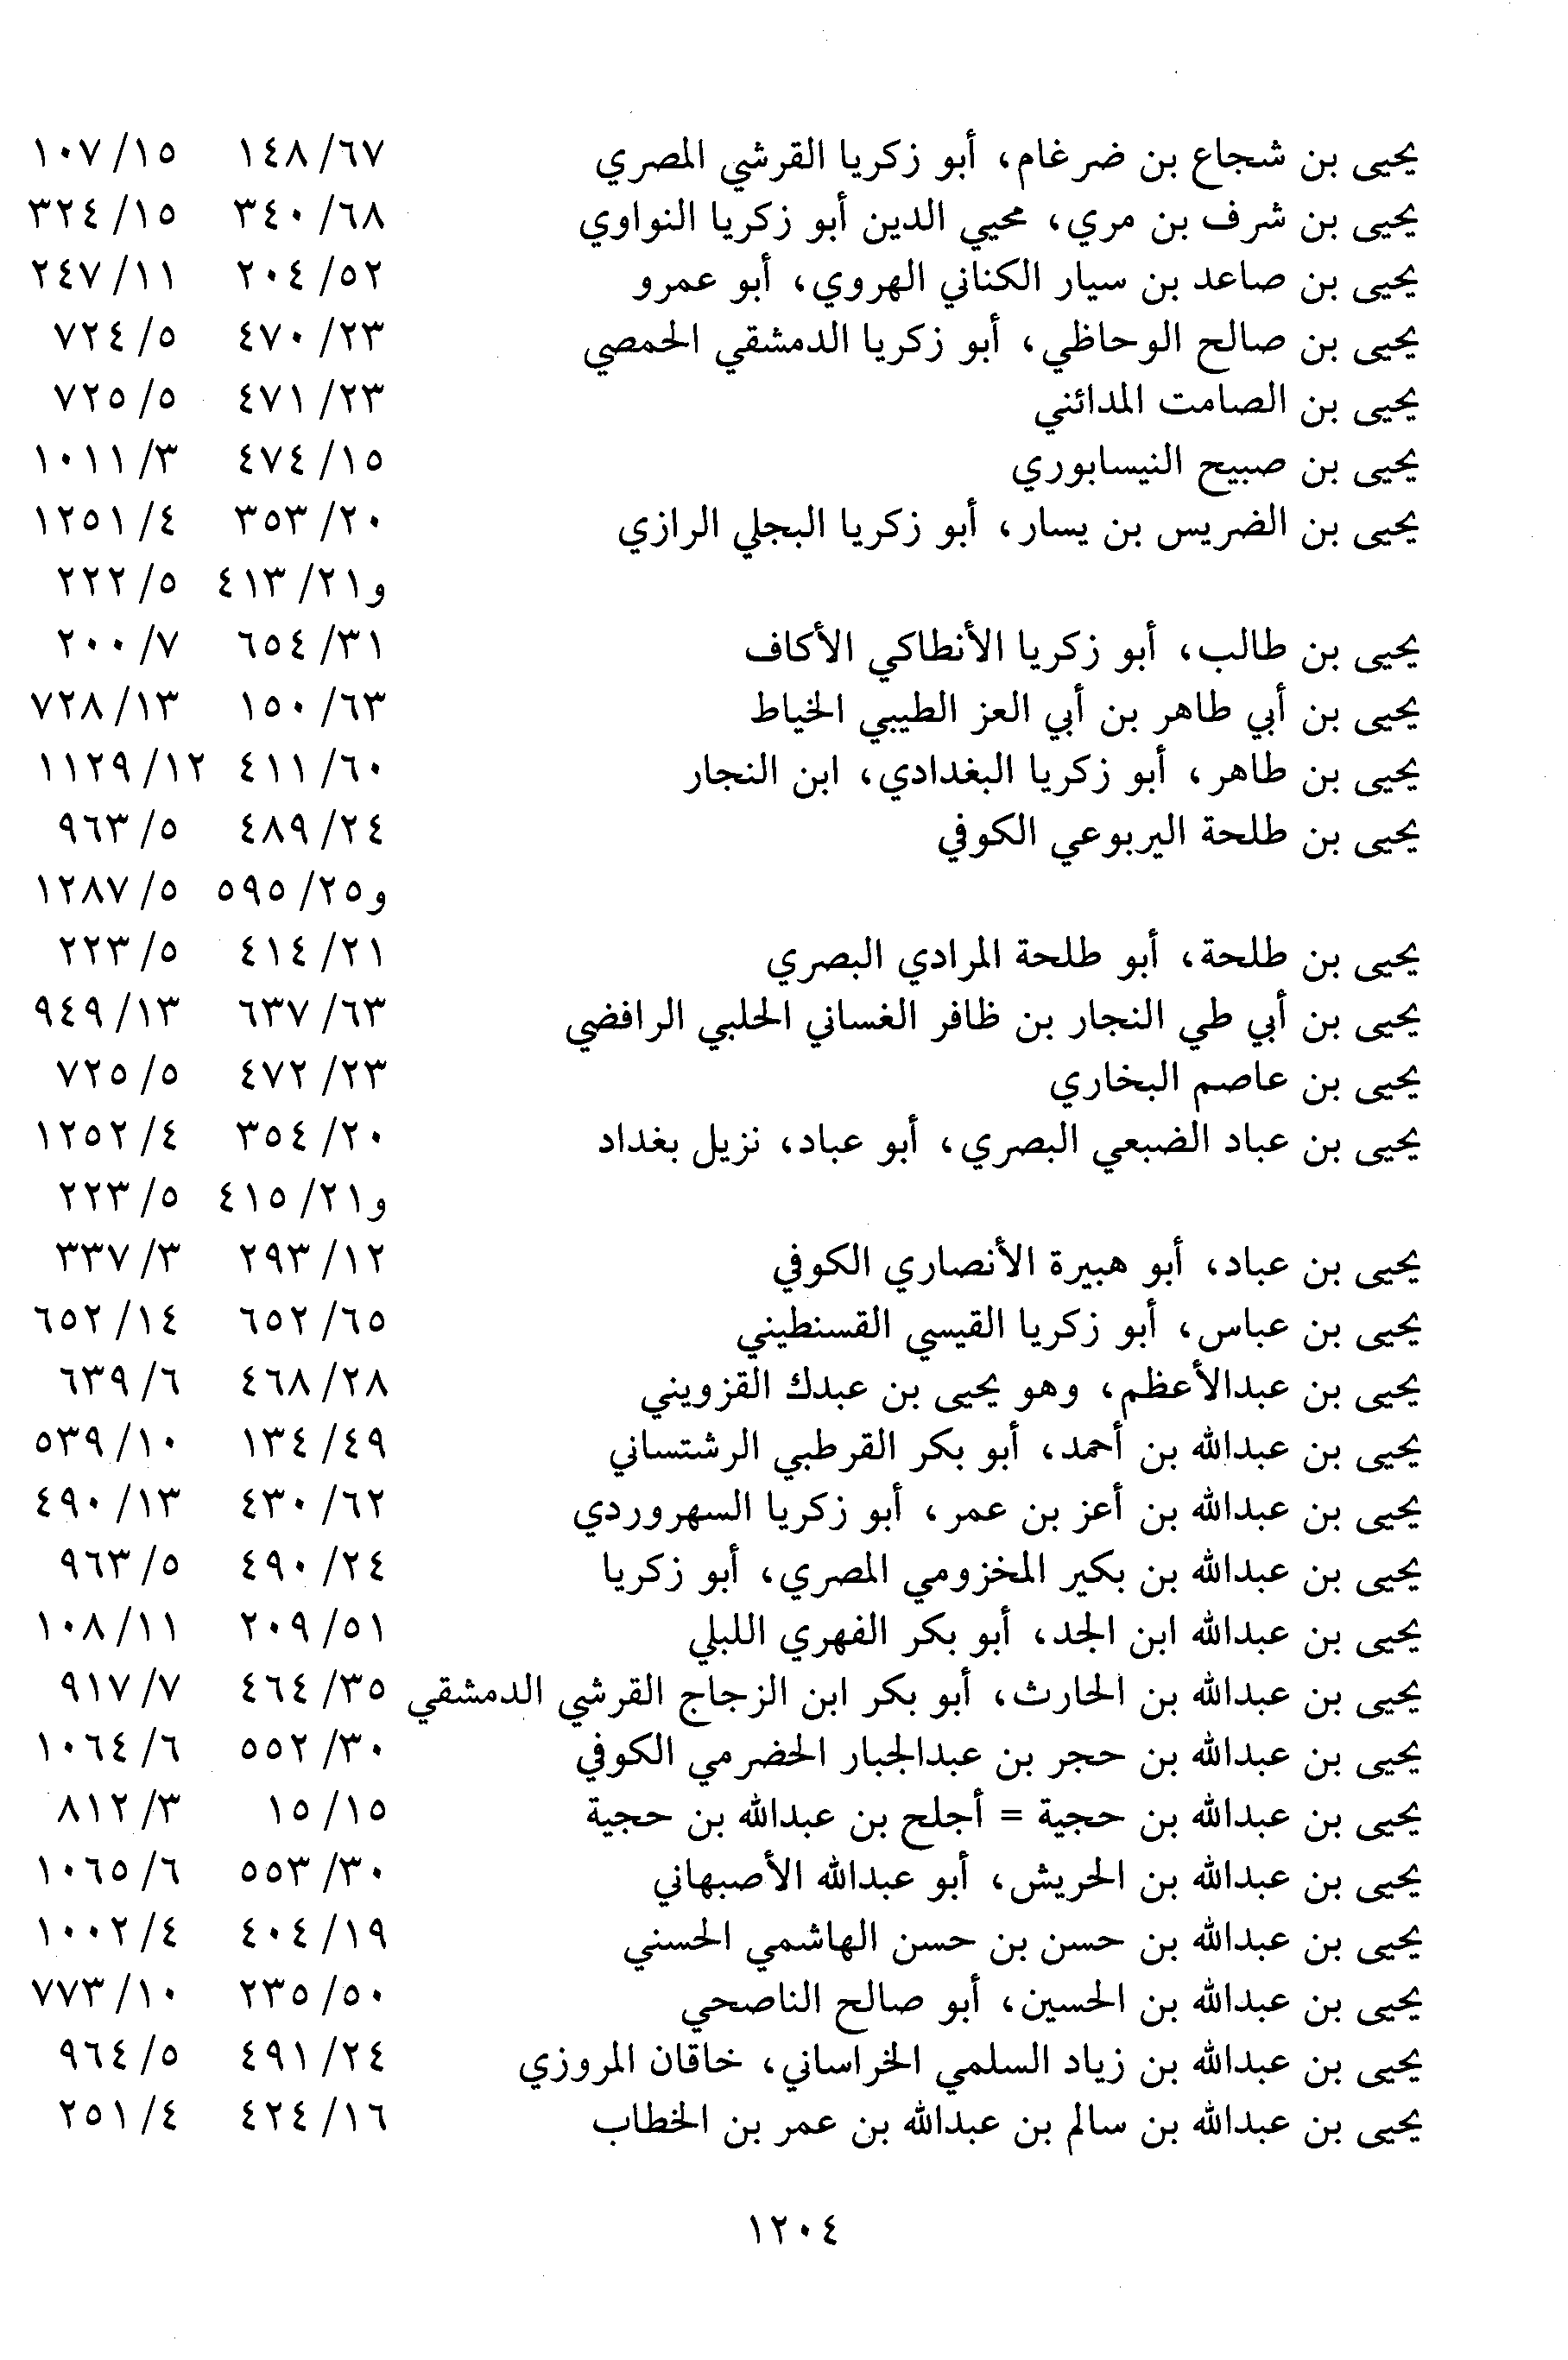 يحيى بن شجاع بن ضرغام، أبو زكريا القرشي المصري ٦٧/ ١٤٨ ١٥/ ١٠٧
يحيى بن شرف بن مري، محيي الدين أبو زكريا النواوي ٦٨/ ٣٤٠ ١٥/ ٣٢٤
يحيى بن صاعد بن سيار الكناني الهروي، أبو عمرو ٥٢/ ٢٠٤ ١١/ ٢٤٧
يحيى بن صالح الوحاظي، أبو زكريا الدمشقي الحمصي ٢٣/ ٤٧٠ ٥/ ٧٢٤
يحيى بن الصامت المدائني ٢٣/ ٤٧١ ٥/ ٧٢٥
يحيى بن صبيح النيسابوري ١٥/ ٤٧٤ ٣/ ١٠١١
يحيى بن الضريس بن يسار، أبو زكريا البجلي الرازي ٢٠/ ٣٥٣ ٤/ ١٢٥١
و٢١/ ٤١٣ ٥/ ٢٢٢
يحيى بن طالب، أبو زكريا الأنطاكي الأكاف ٣١/ ٦٥٤ ٧/ ٢٠٠
يحيى بن أبي طاهر بن أبي العز الطيبي الخياط ٦٣/ ١٥٠ ١٣/ ٧٢٨
يحيى بن طاهر، أبو زكريا البغدادي، ابن النجار ٦٠/ ٤١١ ١٢/ ١١٢٩
يحيى بن طلحة اليربوعي الكوفي ٢٤/ ٤٨٩ ٥/ ٩٦٣
و٢٥/ ٥٩٥ ٥/ ١٢٨٧
يحيى بن طلحة، أبو طلحة المرادي البصري ٢١/ ٤١٤ ٥/ ٢٢٣
يحيى بن أبي طي النجار بن ظافر الغساني الحلبي الرافضي ٦٣/ ٦٣٧ ١٣/ ٩٤٩
يحيى بن عاصم البخاري ٢٣/ ٤٧٢ ٥/ ٧٢٥
يحيى بن عباد الضبعي البصري، أبو عباد، نزيل بغداد ٢٠/ ٣٥٤ ٤/ ١٢٥٢
و٢١/ ٤١٥ ٥/ ٢٢٣
يحيى بن عباد، أبو هبيرة الأنصاري الكوفي ١٢/ ٢٩٣ ٣/ ٣٣٧
يحيى بن عباس، أبو زكريا القيسي القسنطيني ٦٥/ ٦٥٢ ١٤/ ٦٥٢
يحيى بن عبدالأعظم، وهو يحيى بن عبدك القزويني ٢٨/ ٤٦٨ ٦/ ٦٣٩
يحيى بن عبدالله بن أحمد، أبو بكر القرطبي الرشتساني ٤٩/ ١٣٤ ١٠/ ٥٣٩
يحيى بن عبدالله بن أعز بن عمر، أبو زكريا السهروردي ٦٢/ ٤٣٠ ١٣/ ٤٩٠
يحيى بن عبدالله بن بكير المخزومي المصري، أبو زكريا ٢٤/ ٤٩٠ ٥/ ٩٦٣
يحيى بن عبدالله ابن الجد، أبو بكر الفهري اللبلي ٥١/ ٢٠٩ ١١/ ١٠٨
يحيى بن عبدالله بن الحارث، أبو بكر ابن الزجاج القرشي الدمشقي ٣٥/ ٤٦٤ ٧/ ٩١٧
يحيى بن عبدالله بن حجر بن عبدالجبار الحضرمي الكوفي ٣٠/ ٥٥٢ ٦/ ١٠٦٤
يحيى بن عبدالله بن حجية = أجلح بن عبدالله بن حجية ١٥/ ١٥ ٣/ ٨١٢
يحيى بن عبدالله بن الحريش، أبو عبدالله الأصبهاني ٣٠/ ٥٥٣ ٦/ ١٠٦٥
يحيى بن عبدالله بن حسن بن حسن الهاشمي الحسني ١٩/ ٤٠٤ ٤/ ١٠٠٢
يحيى بن عبدالله بن الحسين، أبو صالح الناصحي ٥٠/ ٢٣٥ ١٠/ ٧٧٣
يحيى بن عبدالله بن زياد السلمي الخراساني، خاقان المروزي ٢٤/ ٤٩١ ٥/ ٩٦٤
يحيى بن عبدالله بن سالم بن عبدالله بن عمر بن الخطاب ١٦/ ٤٢٤ ٤/ ٢٥١
١٢٠٤